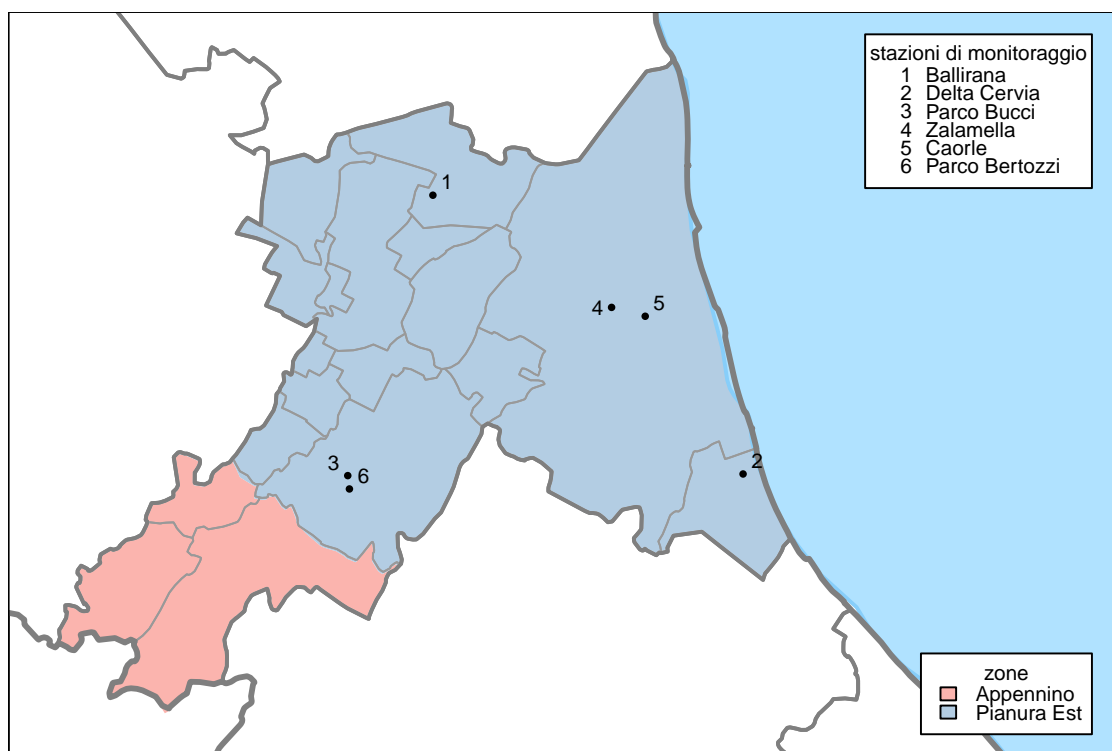 stazioni di monitoraggio
1 Ballirana
2 Delta Cervia
3 Parco Bucci
4 Zalamella
5 Caorle
6 Parco Bertozzi
1
4
5
3
6
2
zone
Appennino
Pianura Est